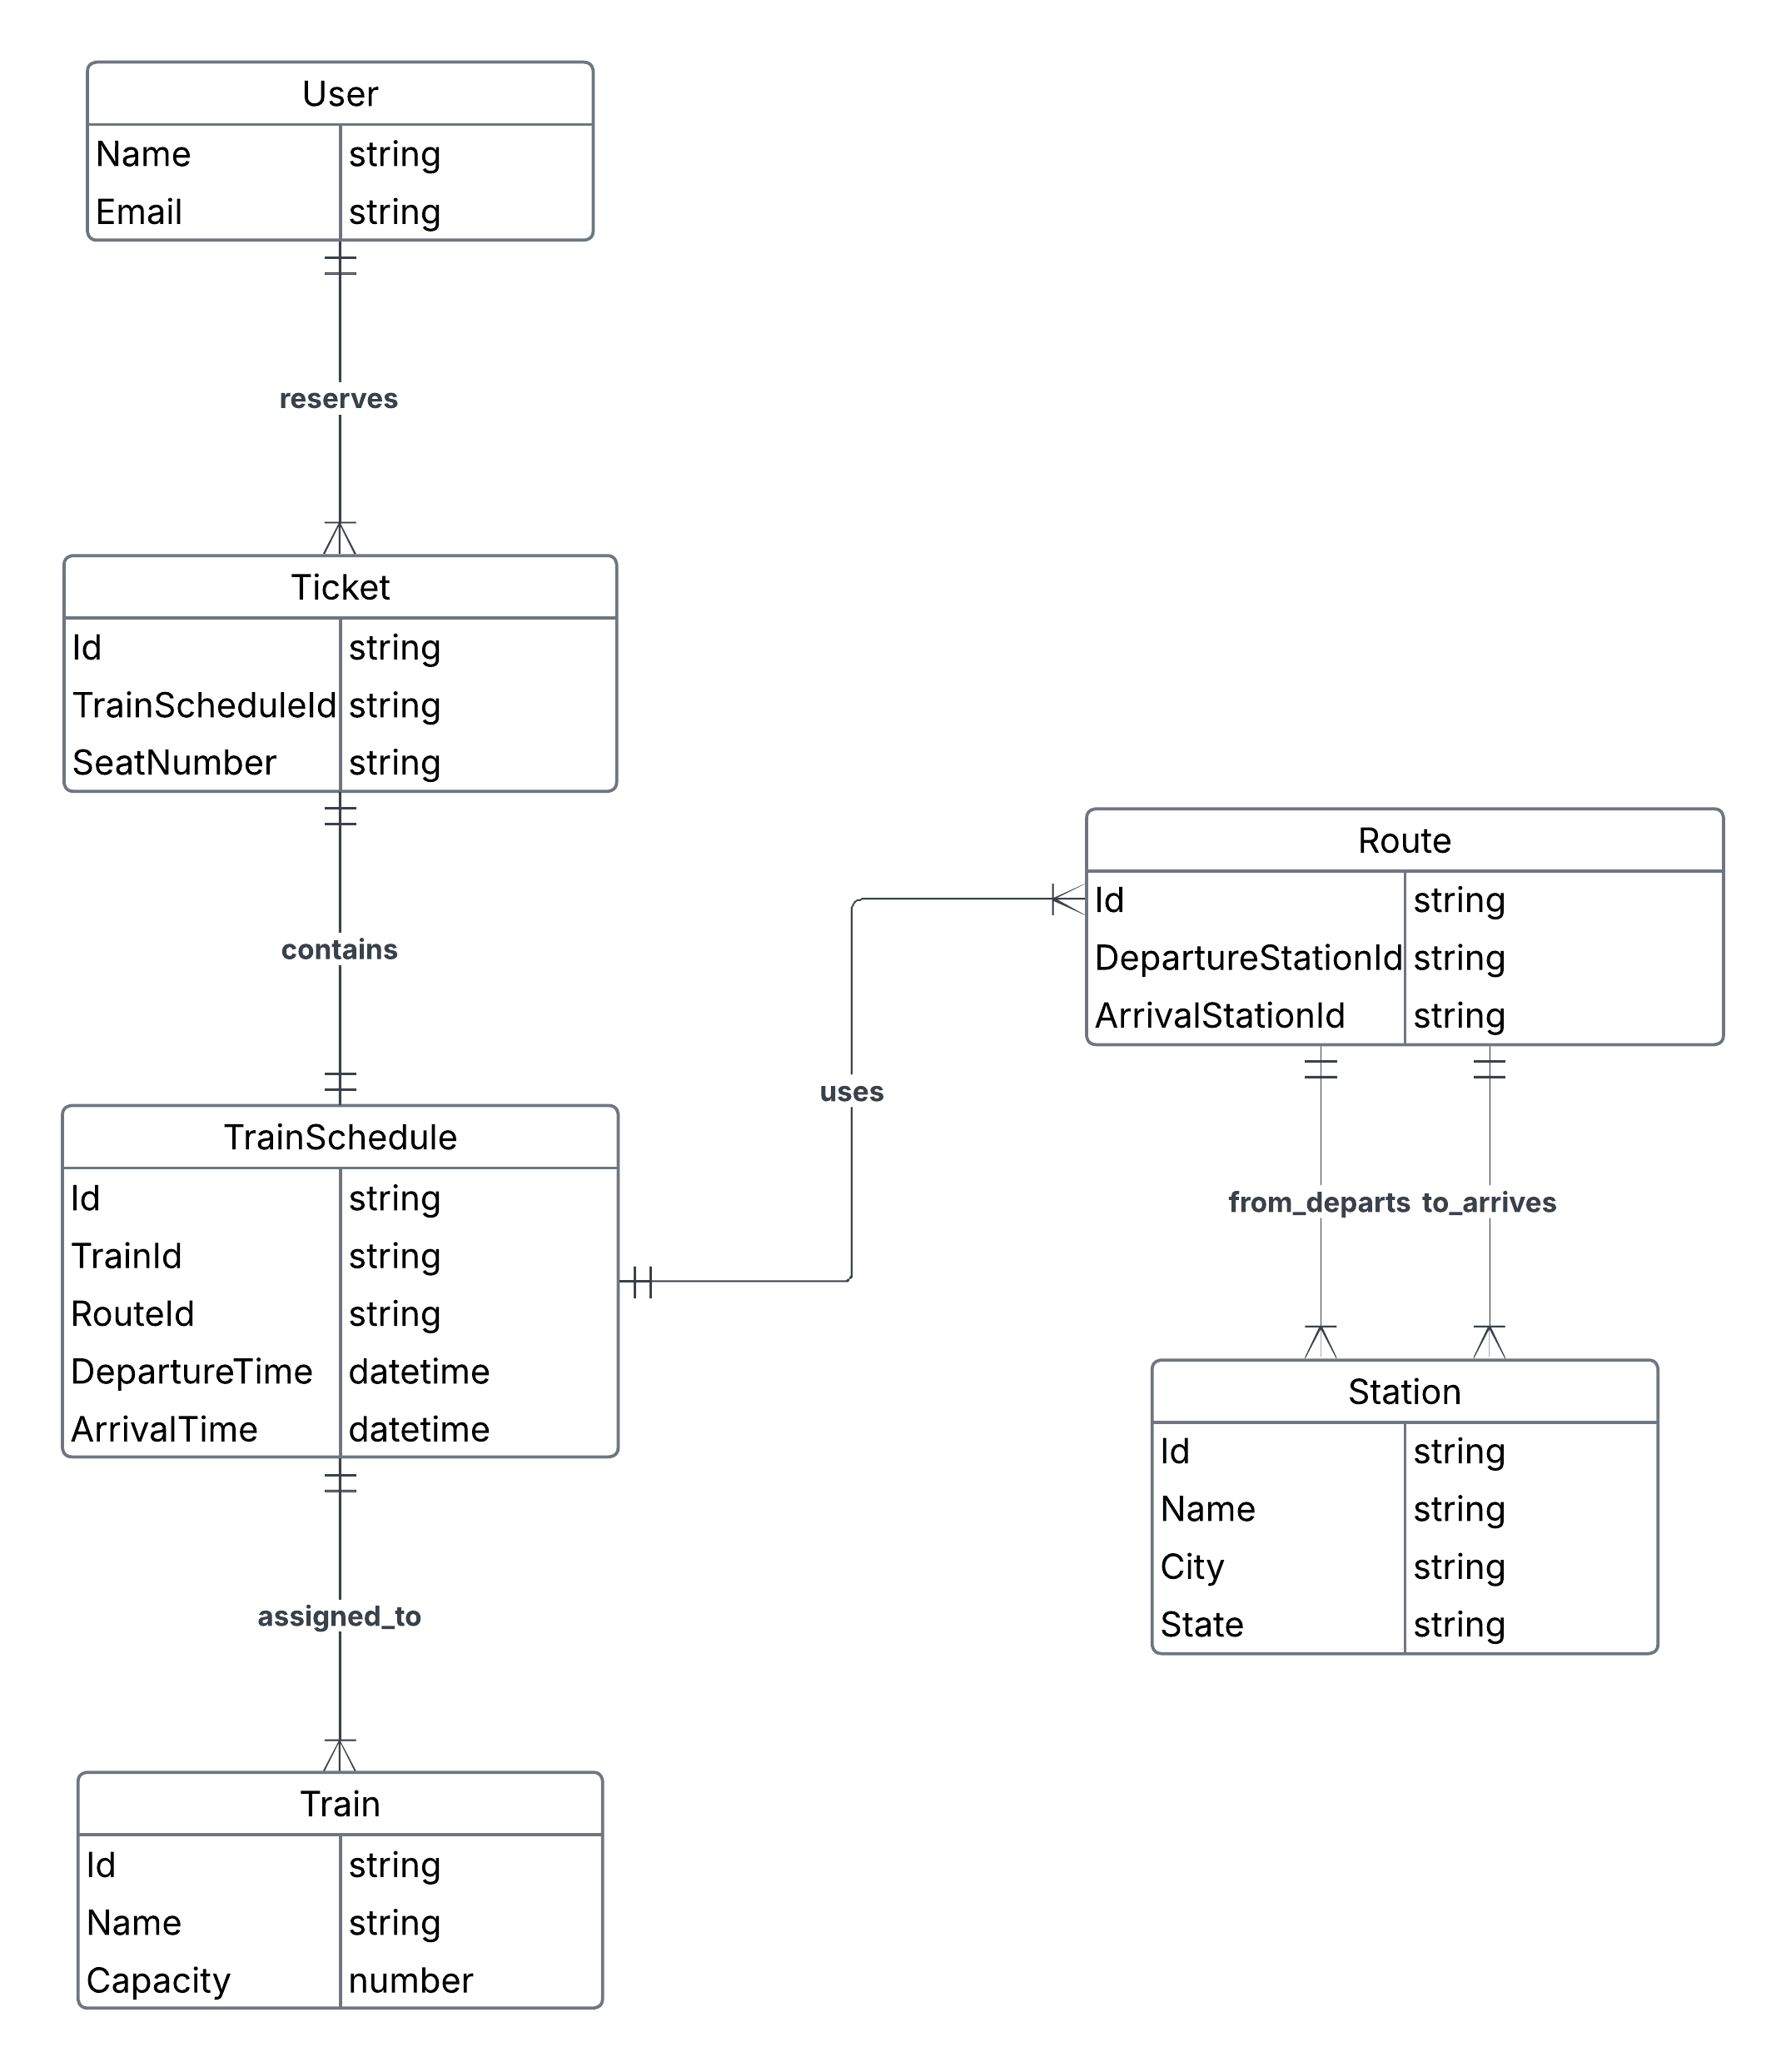 User
Name string
Email string
reserves
Ticket
Id string
TrainScheduleId string
SeatNumber string
contains
TrainSchedule
Id string
TrainId string
RouteId string
DepartureTime datetime
ArrivalTime datetime
assigned_to
Train
Id string
Name string
Capacity number
uses
Route
Id string
DepartureStationId string
ArrivalStationId string
from_departs to_arrives
Station
Id string
Name string
City string
State string